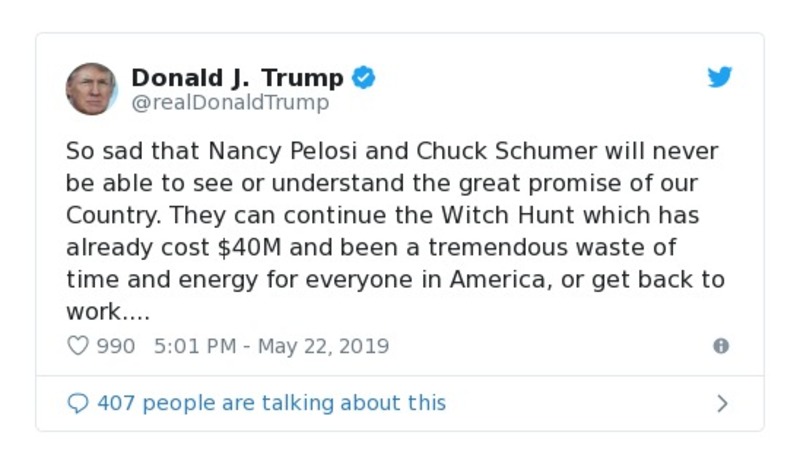 Donald J. Trump
@realDonaldTrump
So sad that Nancy Pelosi and Chuck Schumer will never
be able to see or understand the great promise of our
Country. They can continue the Witch Hunt which has
already cost $40M and been a tremendous waste of
time and energy for everyone in America, or get back to
work....
990 5:01 PM - May 22, 2019
407 people are talking about this